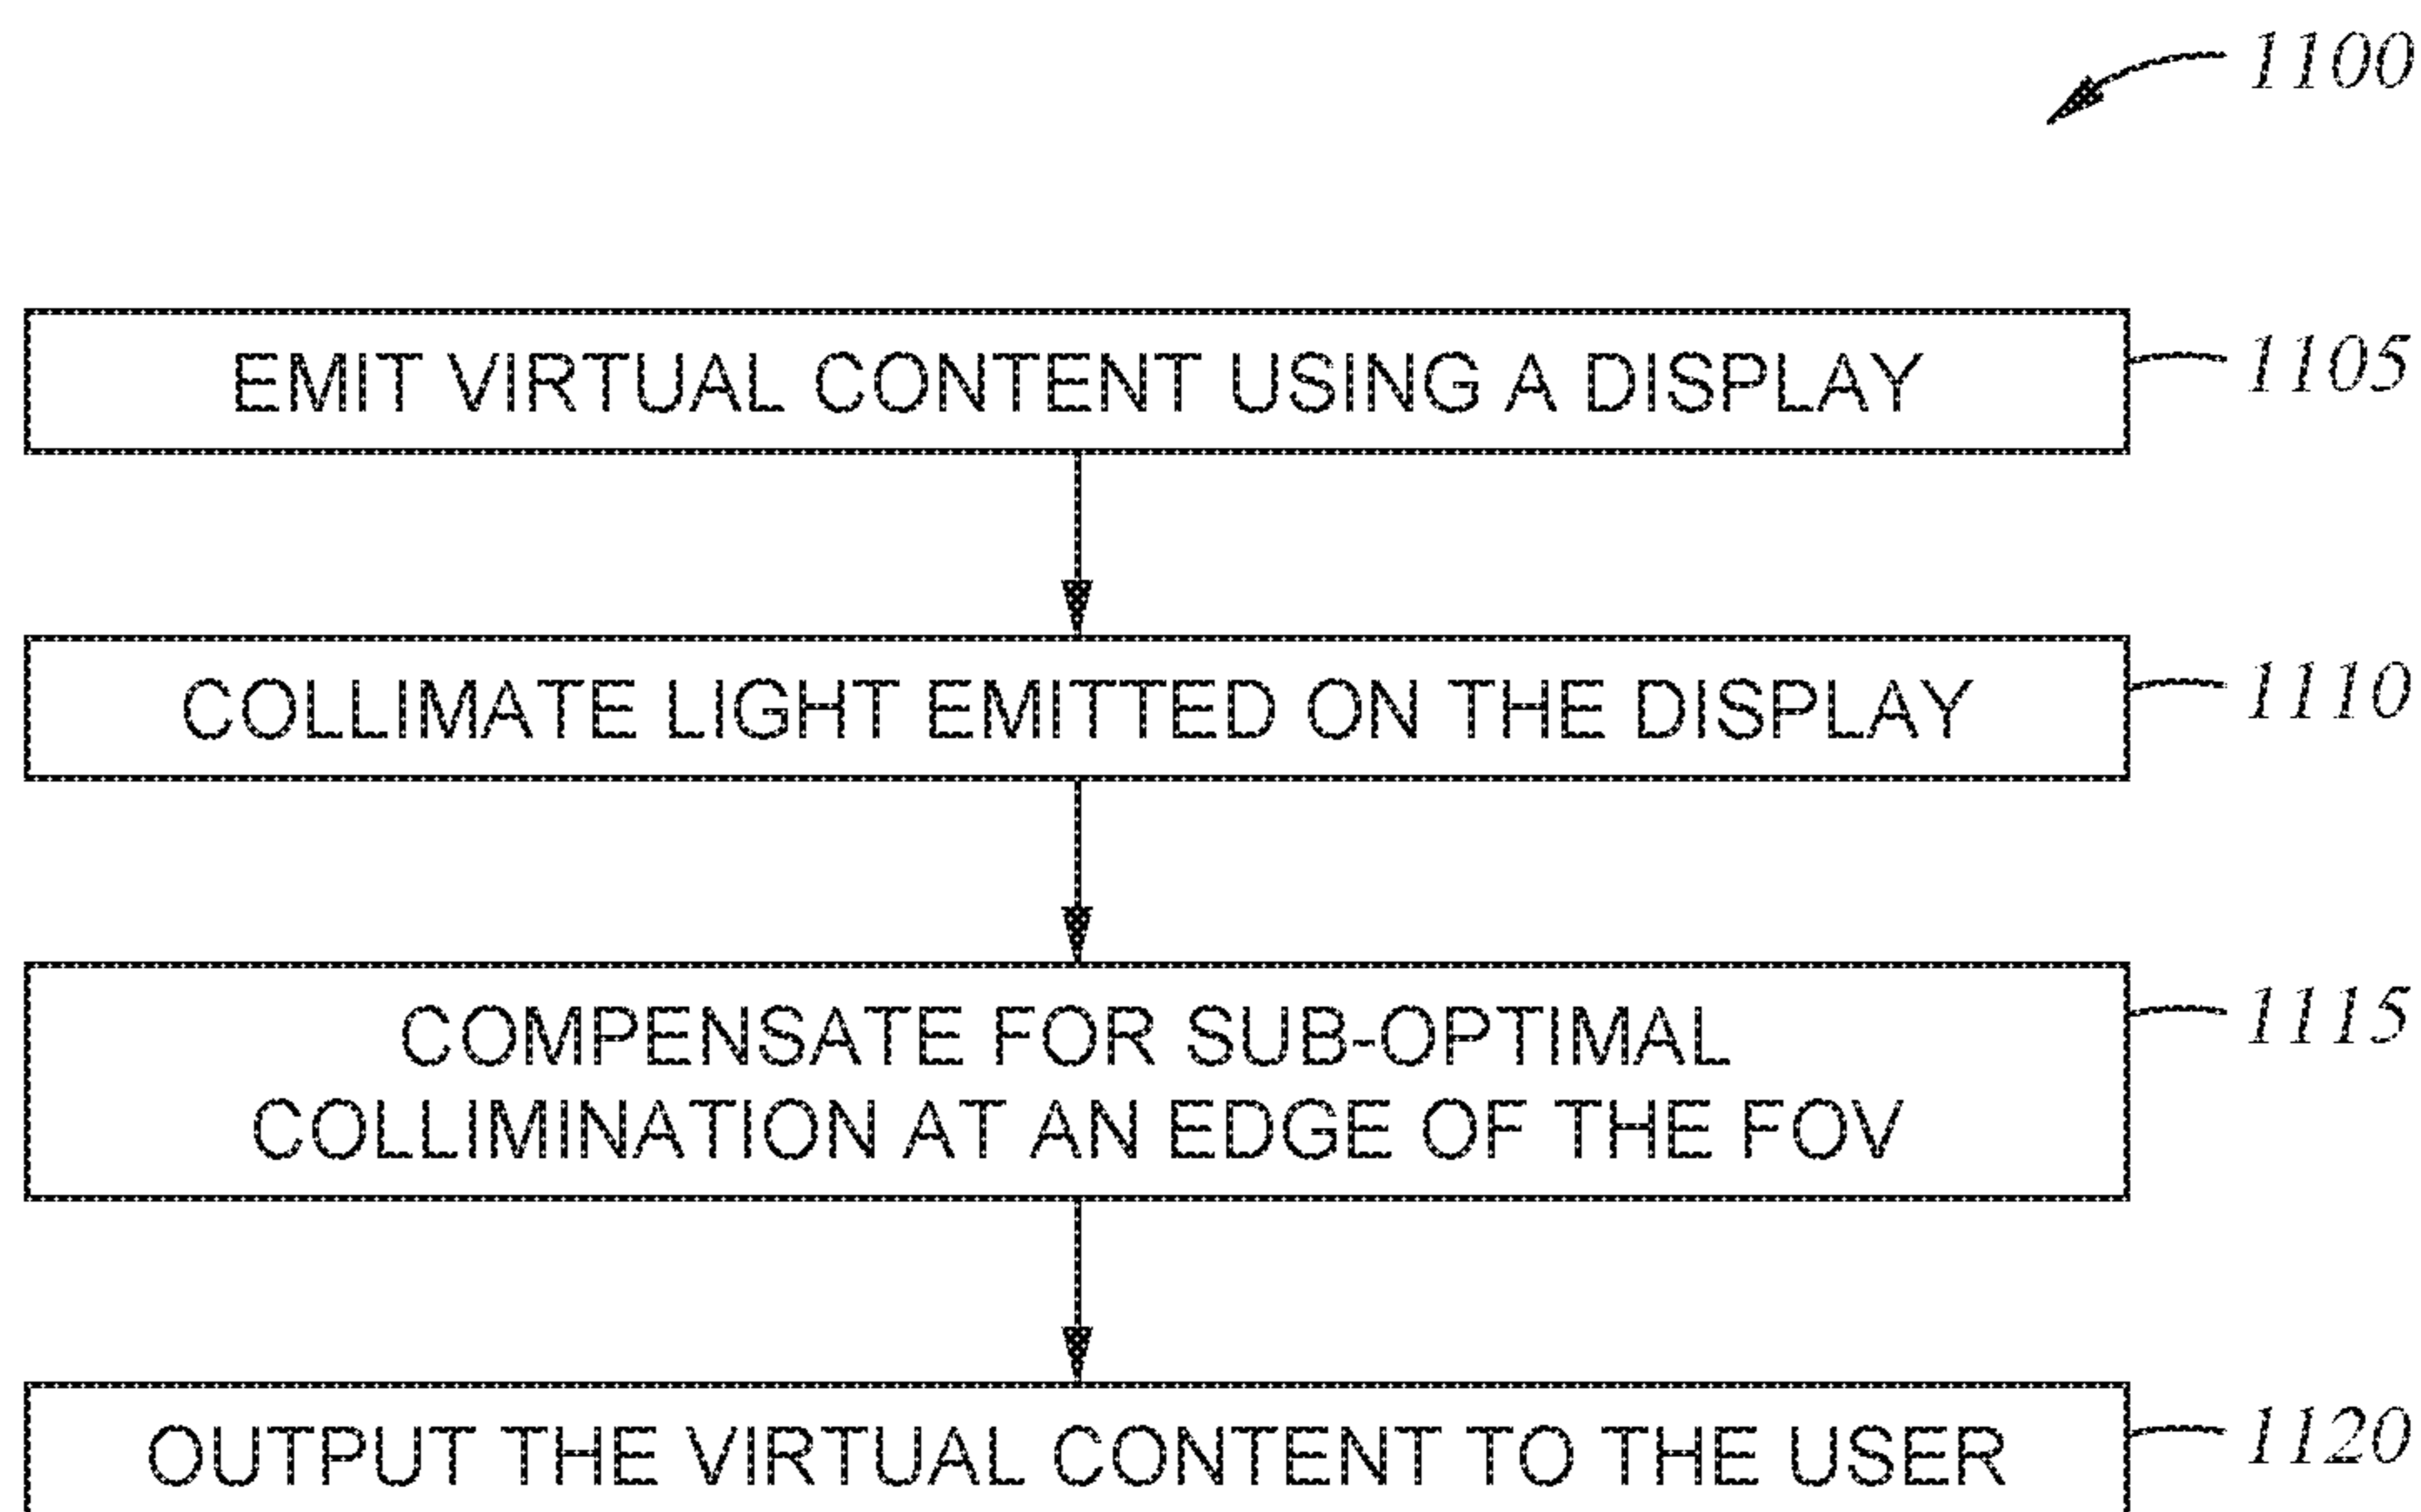 1100
EMIT VIRTUAL CONTENT USING A DISPLAY
1105
COLLIMATE LIGHT EMITTED ON THE DISPLAY
1110
COMPENSATE FOR SUB-OPTIMAL
COLLIMINATION AT AN EDGE OF THE FOV
1115
OUTPUT THE VIRTUAL CONTENT TO THE USER
1120